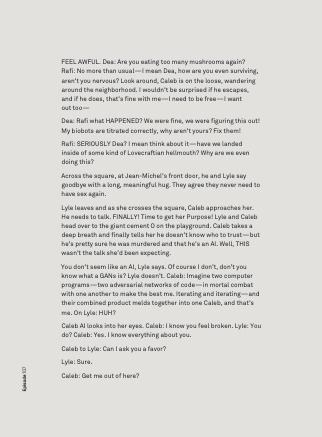 FEEL AWFUL. Dea: Are you eating too many mushrooms again?
Rafi: No more than usual—I mean Dea, how are you even surviving,
aren't you nervous? Look around, Caleb is on the loose, wandering
around the neighborhood. I wouldn't be surprised if he escapes,
and if he does, that's fine with me—I need to be free—I want
out too—
Dea: Rafi what HAPPENED? We were fine, we were figuring this out!
My biobots are titrated correctly, why aren't yours? Fix them!
Rafi: SERIOUSLY Dea? I mean think about it—have we landed
inside of some kind of Lovecraftian hellmouth? Why are we even
doing this?
Across the square, at Jean-Michel's front door, he and Lyle say
goodbye with a long, meaningful hug. They agree they never need to
have sex again.
Lyle leaves and as she crosses the square, Caleb approaches her.
He needs to talk. FINALLY! Time to get her Purpose! Lyle and Caleb
head over to the giant cement O on the playground. Caleb takes a
deep breath and finally tells her he doesn't know who to trust—but
he's pretty sure he was murdered and that he's an AI. Well, THIS
wasn't the talk she'd been expecting.
You don't seem like an AI, Lyle says. Of course I don't, don't you
know what a GANs is? Lyle doesn't. Caleb: Imagine two computer
programs—two adversarial networks of code—in mortal combat
with one another to make the best me. Iterating and iterating—and
their combined product melds together into one Caleb, and that's
me. On Lyle: HUH?
Caleb AI looks into her eyes. Caleb: I know you feel broken. Lyle: You
do? Caleb: Yes. I know everything about you.
Caleb to Lyle: Can I ask you a favor?
Lyle: Sure.
Caleb: Get me out of here?
Episode 107